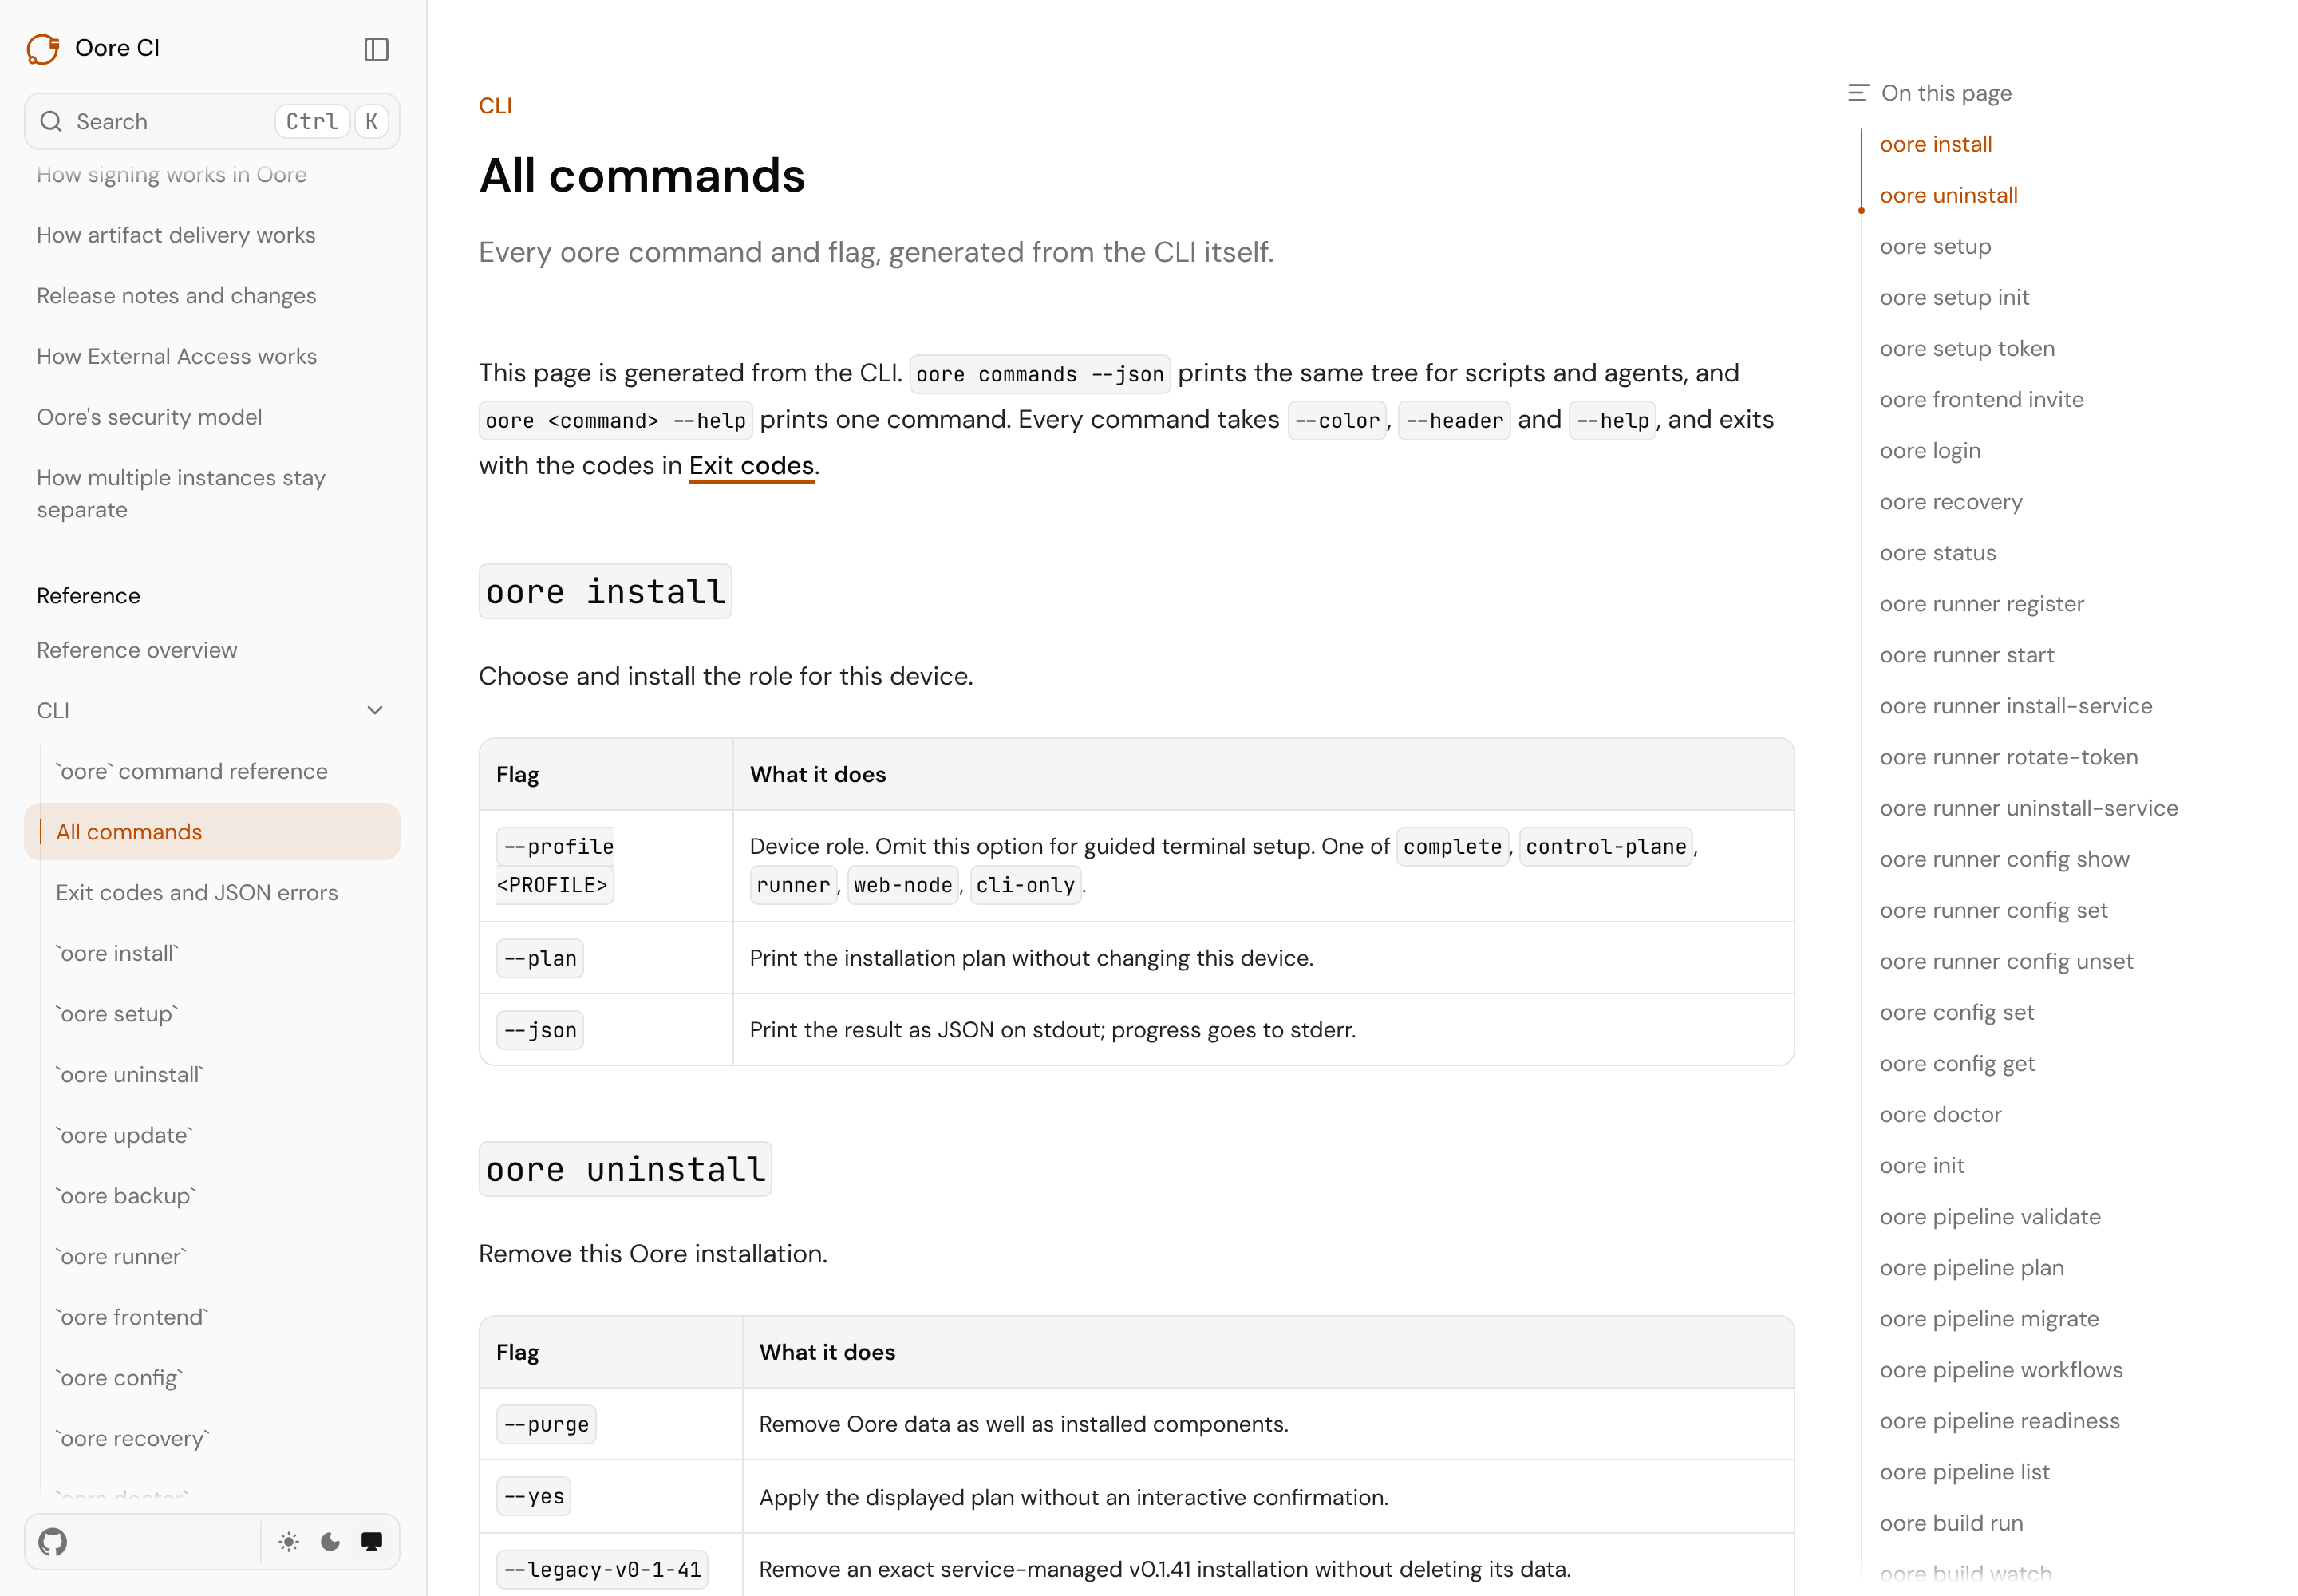 Oore CI
Search
Ctrl K
How signing works in Oore
How artifact delivery works
Release notes and changes
How External Access works
Oore's security model
How multiple instances stay
separate
Reference
Reference overview
CLI
`oore` command reference
All commands
Exit codes and JSON errors
`oore install`
`oore setup`
`oore uninstall`
`oore update`
`oore backup`
`oore runner`
`oore frontend`
`oore config`
`oore recovery`
`oore doctor`
CLI
All commands
Every oore command and flag, generated from the CLI itself.
This page is generated from the CLI. oore commands --json prints the same tree for scripts and agents, and
oore <command> --help prints one command. Every command takes --color, --header and --help, and exits
with the codes in Exit codes.
oore install
Choose and install the role for this device.
Flag What it does
--profile
<PROFILE>
Device role. Omit this option for guided terminal setup. One of complete, control-plane,
runner, web-node, cli-only.
--plan Print the installation plan without changing this device.
--json Print the result as JSON on stdout; progress goes to stderr.
oore uninstall
Remove this Oore installation.
Flag What it does
--purge Remove Oore data as well as installed components.
--yes Apply the displayed plan without an interactive confirmation.
--legacy-v0-1-41 Remove an exact service-managed v0.1.41 installation without deleting its data.
On this page
oore install
oore uninstall
oore setup
oore setup init
oore setup token
oore frontend invite
oore login
oore recovery
oore status
oore runner register
oore runner start
oore runner install-service
oore runner rotate-token
oore runner uninstall-service
oore runner config show
oore runner config set
oore runner config unset
oore config set
oore config get
oore doctor
oore init
oore pipeline validate
oore pipeline plan
oore pipeline migrate
oore pipeline workflows
oore pipeline readiness
oore pipeline list
oore build run
oore build watch